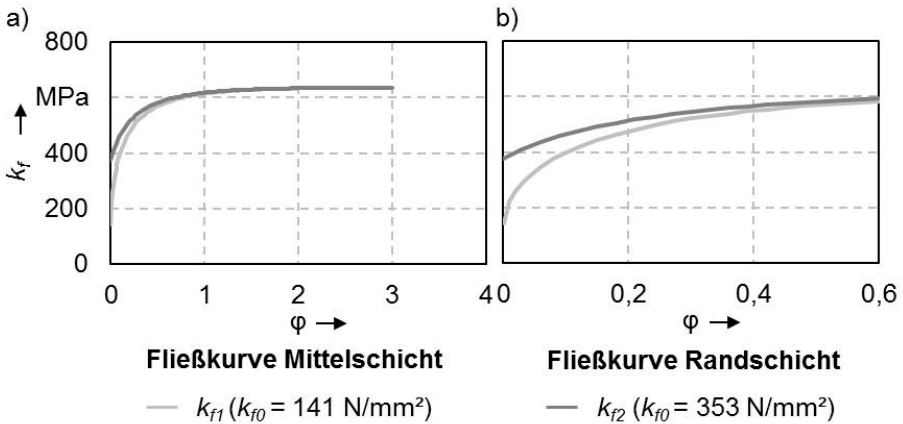 a)
b)
800
MPa
400
200
0
k_f →
0 1 2 3 4
φ →
0 0,2 0,4 0,6
φ →
Fließkurve Mittelschicht
Fließkurve Randschicht
k_f1 (k_f0 = 141 N/mm²)
k_f2 (k_f0 = 353 N/mm²)